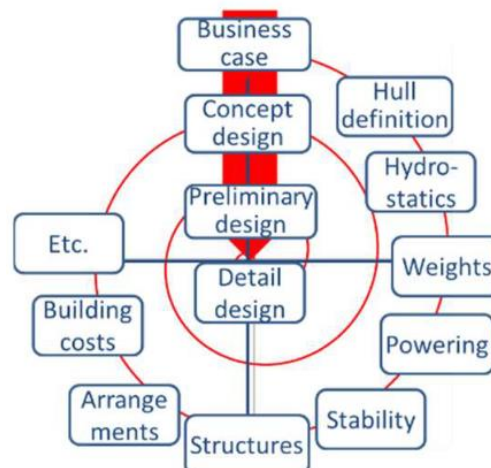 Business
case
Concept
design
Preliminary
design
Detail
design
Hull
definition
Hydro-
statics
Weights
Powering
Stability
Structures
Arrange
ments
Building
costs
Etc.